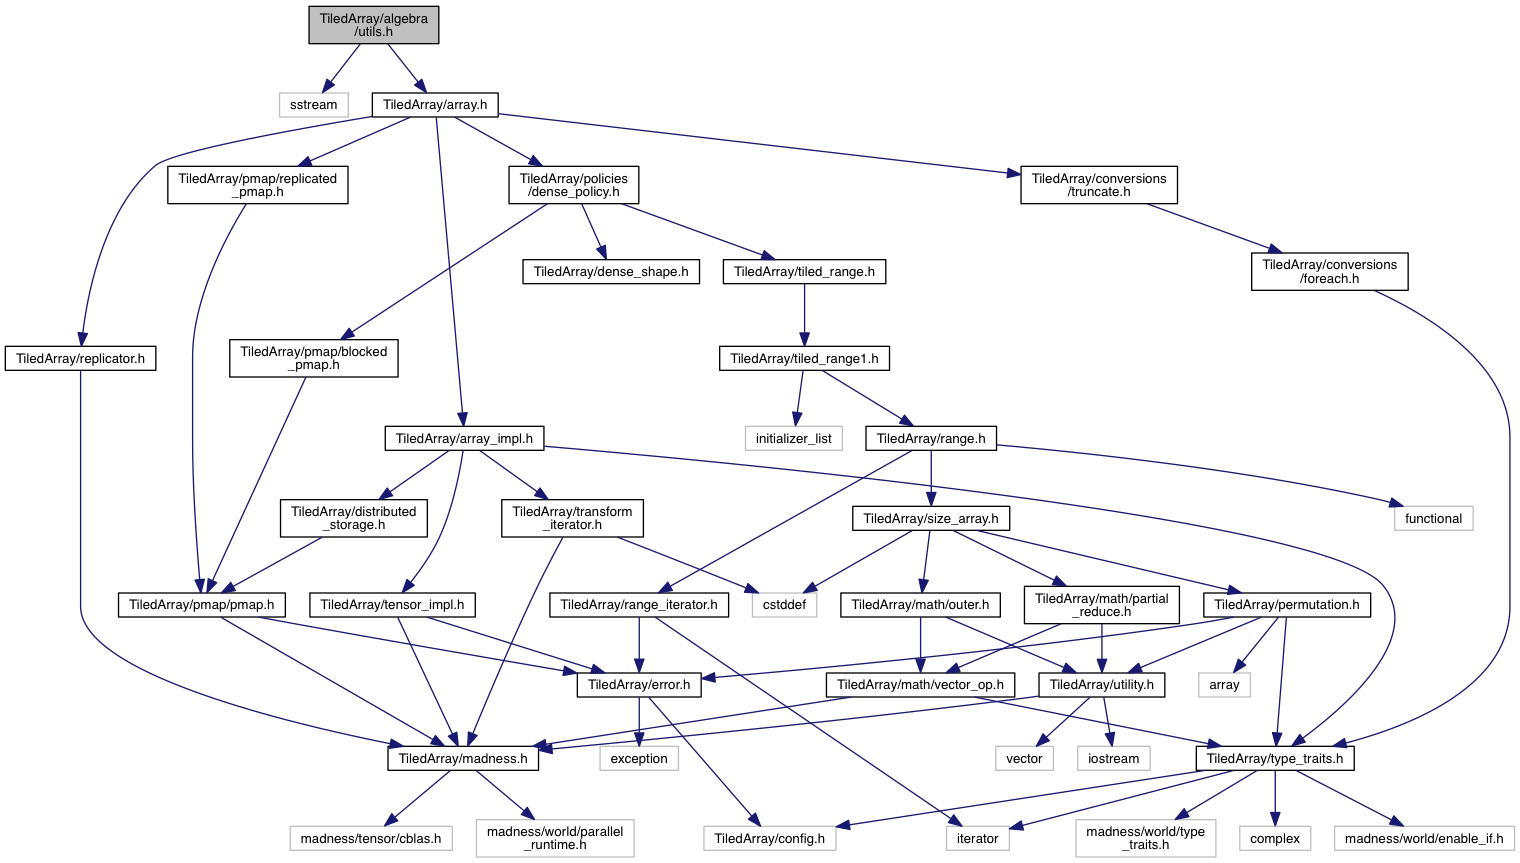 TiledArray/algebra
/utils.h
sstream
TiledArray/array.h
TiledArray/pmap/replicated
_pmap.h
TiledArray/policies
/dense_policy.h
TiledArray/conversions
/truncate.h
TiledArray/dense_shape.h
TiledArray/tiled_range.h
TiledArray/conversions
/foreach.h
TiledArray/replicator.h
TiledArray/pmap/blocked
_pmap.h
TiledArray/tiled_range1.h
TiledArray/array_impl.h
initializer_list
TiledArray/range.h
TiledArray/distributed
_storage.h
TiledArray/transform
_iterator.h
TiledArray/size_array.h
functional
TiledArray/pmap/pmap.h
TiledArray/tensor_impl.h
TiledArray/range_iterator.h
cstddef
TiledArray/math/outer.h
TiledArray/math/partial
_reduce.h
TiledArray/permutation.h
TiledArray/error.h
TiledArray/math/vector_op.h
TiledArray/utility.h
array
TiledArray/madness.h
exception
vector
iostream
TiledArray/type_traits.h
madness/tensor/cblas.h
madness/world/parallel
_runtime.h
TiledArray/config.h
iterator
madness/world/type
_traits.h
complex
madness/world/enable_if.h